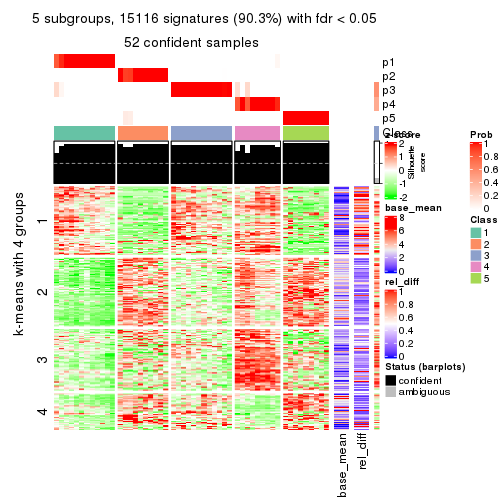 5 subgroups, 15116 signatures (90.3%) with fdr < 0.05
52 confident samples
p1
p2
p3
p4
p5
Class
k-means with 4 groups
1
2
3
4
base_mean
rel_diff
z-score
2
1
0
-1
-2
Silhouette
score
base_mean
8
6
4
2
0
rel_diff
1
0.8
0.6
0.4
0.2
0
Status (barplots)
confident
ambiguous
Prob
1
0.8
0.6
0.4
0.2
0
Class
1
2
3
4
5